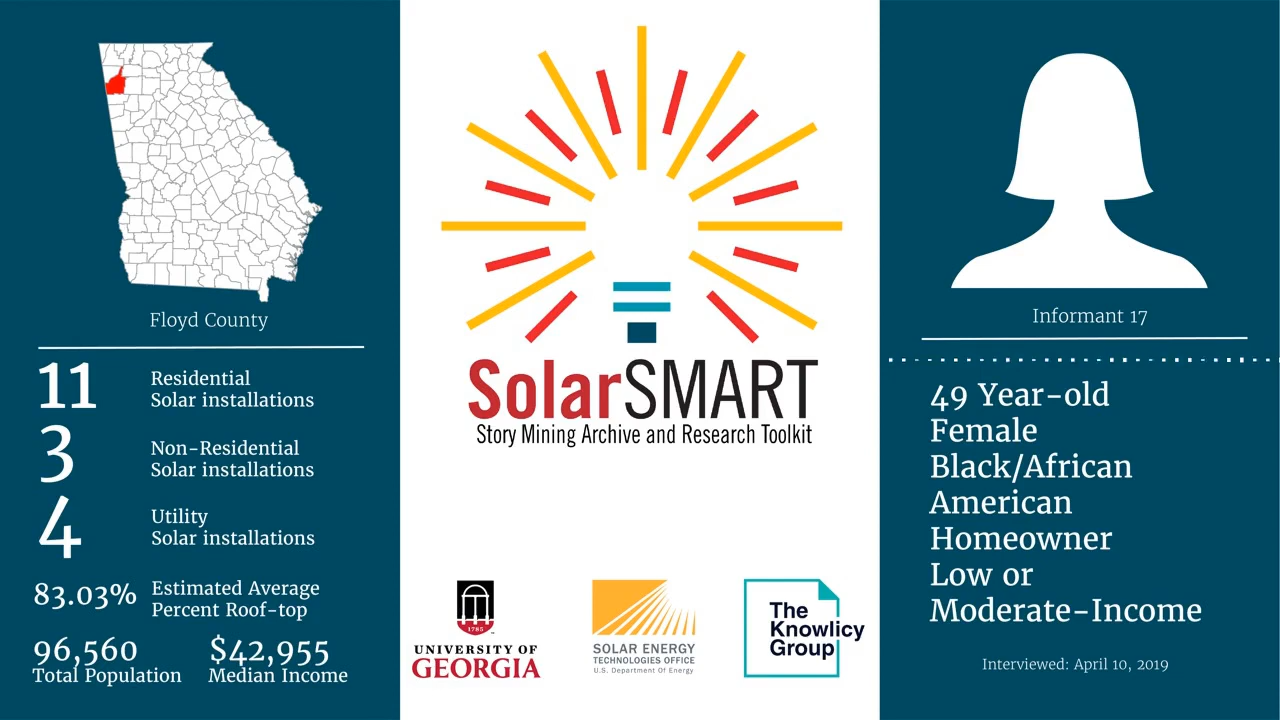 Floyd County
11
Residential
Solar installations
3
Non-Residential
Solar installations
4
Utility
Solar installations
83.03%
Estimated Average
Percent Roof-top
96,560
Total Population
$42,955
Median Income
SolarSMART
Story Mining Archive and Research Toolkit
1785
UNIVERSITY OF
GEORGIA
SOLAR ENERGY
TECHNOLOGIES OFFICE
U.S. Department Of Energy
The
Knowlicy
Group
Informant 17
49 Year-old
Female
Black/African
American
Homeowner
Low or
Moderate-Income
Interviewed: April 10, 2019